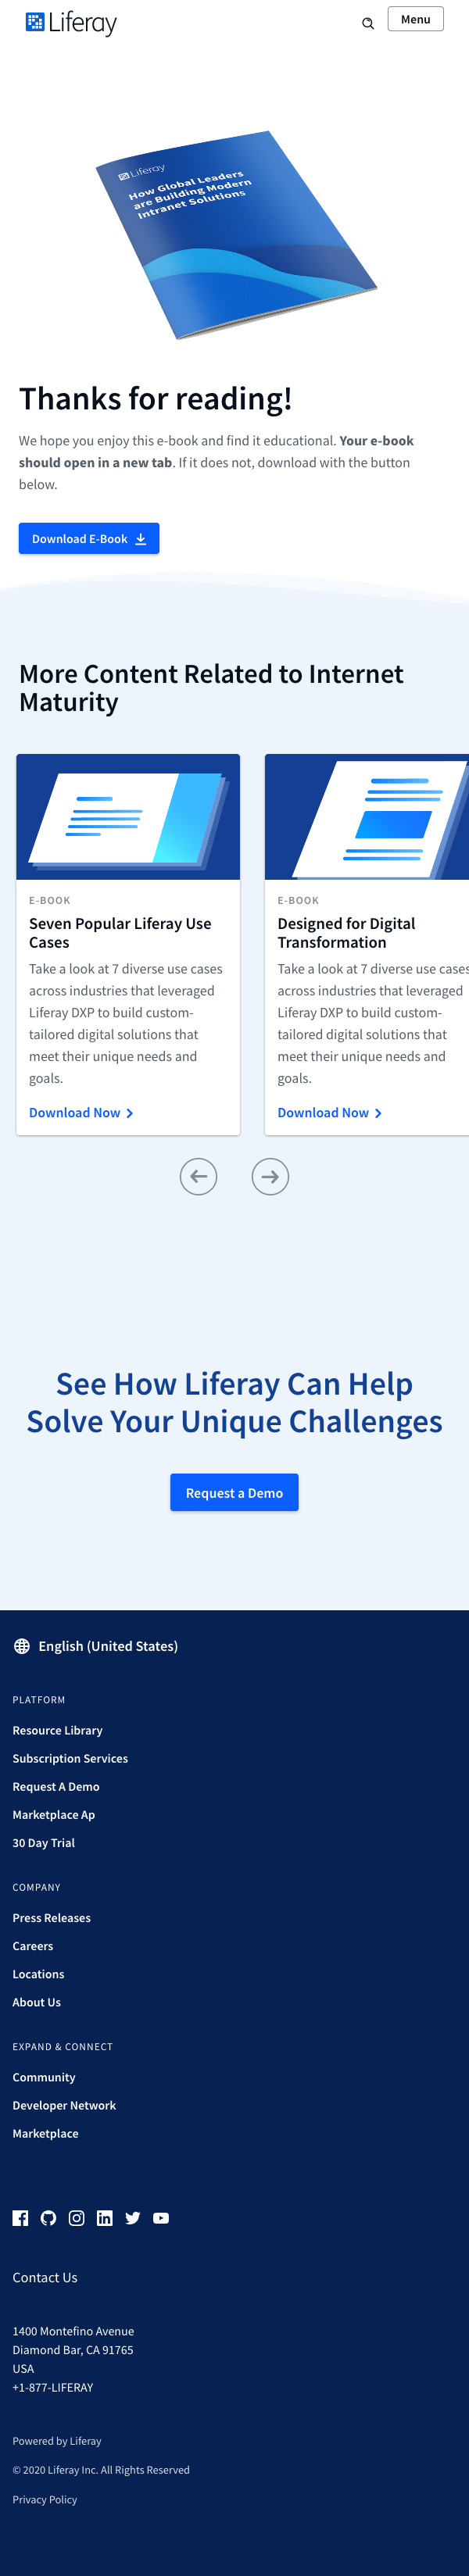 Liferay
Menu
Liferay
How Global Leaders
are Building Modern
Intranet Solutions
Thanks for reading!
We hope you enjoy this e-book and find it educational. Your e-book
should open in a new tab. If it does not, download with the button
below.
Download E-Book
More Content Related to Internet
Maturity
E-BOOK
Seven Popular Liferay Use
Cases
Take a look at 7 diverse use cases
across industries that leveraged
Liferay DXP to build custom-
tailored digital solutions that
meet their unique needs and
goals.
Download Now
E-BOOK
Designed for Digital
Transformation
Take a look at 7 diverse use cases
across industries that leveraged
Liferay DXP to build custom-
tailored digital solutions that
meet their unique needs and
goals.
Download Now
See How Liferay Can Help
Solve Your Unique Challenges
Request a Demo
English (United States)
PLATFORM
Resource Library
Subscription Services
Request A Demo
Marketplace Ap
30 Day Trial
COMPANY
Press Releases
Careers
Locations
About Us
EXPAND & CONNECT
Community
Developer Network
Marketplace
Contact Us
1400 Montefino Avenue
Diamond Bar, CA 91765
USA
+1-877-LIFERAY
Powered by Liferay
© 2020 Liferay Inc. All Rights Reserved
Privacy Policy